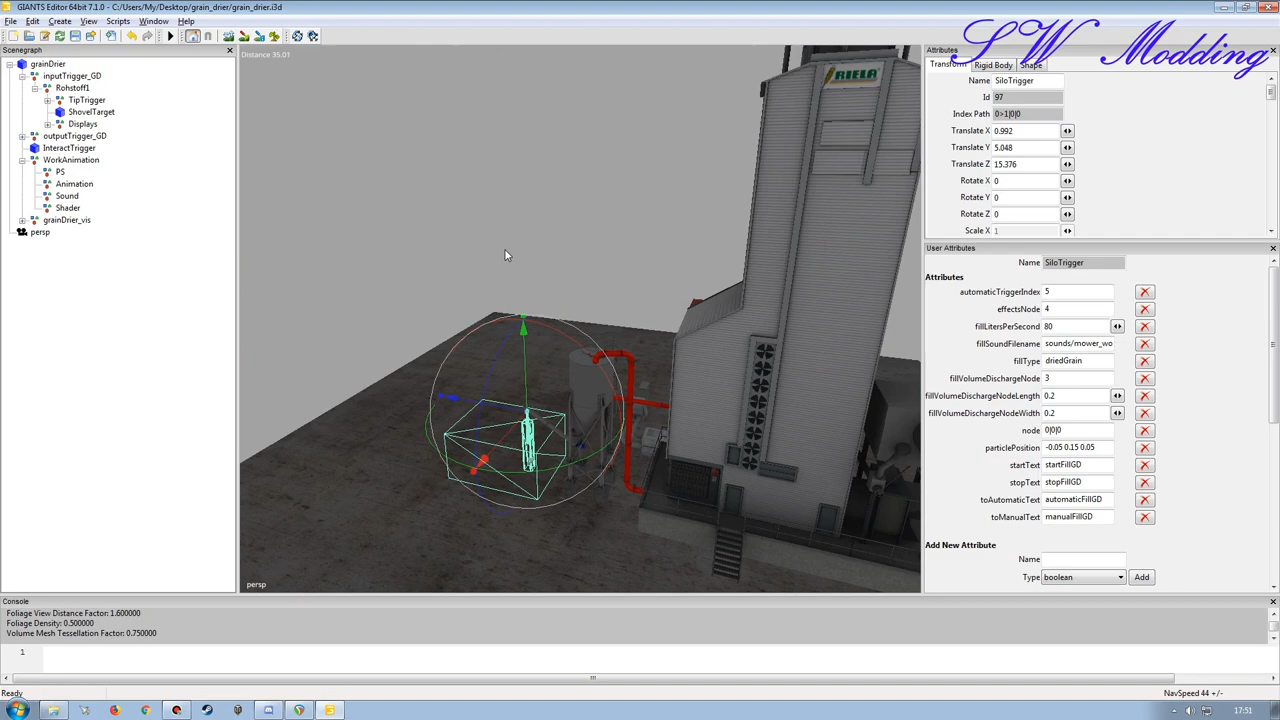 GIANTS Editor 64bit 7.1.0 - C:/Users/My/Desktop/grain_drier/grain_drier.i3d
File Edit Create View Scripts Window Help
SW Modding
Scenegraph
grainDrier
inputTrigger_GD
Rohstoff1
TipTrigger
ShovelTarget
Displays
outputTrigger_GD
InteractTrigger
WorkAnimation
PS
Animation
Sound
Shader
grainDrier_vis
persp
Distance 35.01
RIELA
persp
Attributes
Transform Rigid Body Shape
Name SiloTrigger
Id 97
Index Path 0>1|0|0
Translate X 0.992
Translate Y 5.048
Translate Z 15.376
Rotate X 0
Rotate Y 0
Rotate Z 0
Scale X 1
User Attributes
Name SiloTrigger
Attributes
automaticTriggerIndex 5
effectsNode 4
fillLitersPerSecond 80
fillSoundFilename sounds/mower_wo
fillType driedGrain
fillVolumeDischargeNode 3
fillVolumeDischargeNodeLength 0.2
fillVolumeDischargeNodeWidth 0.2
node 0|0|0
particlePosition -0.05 0.15 0.05
startText startFillGD
stopText stopFillGD
toAutomaticText automaticFillGD
toManualText manualFillGD
Add New Attribute
Name
Type boolean Add
Console
Foliage View Distance Factor: 1.600000
Foliage Density: 0.500000
Volume Mesh Tessellation Factor: 0.750000
1
Ready
NavSpeed 44 +/-
17:51